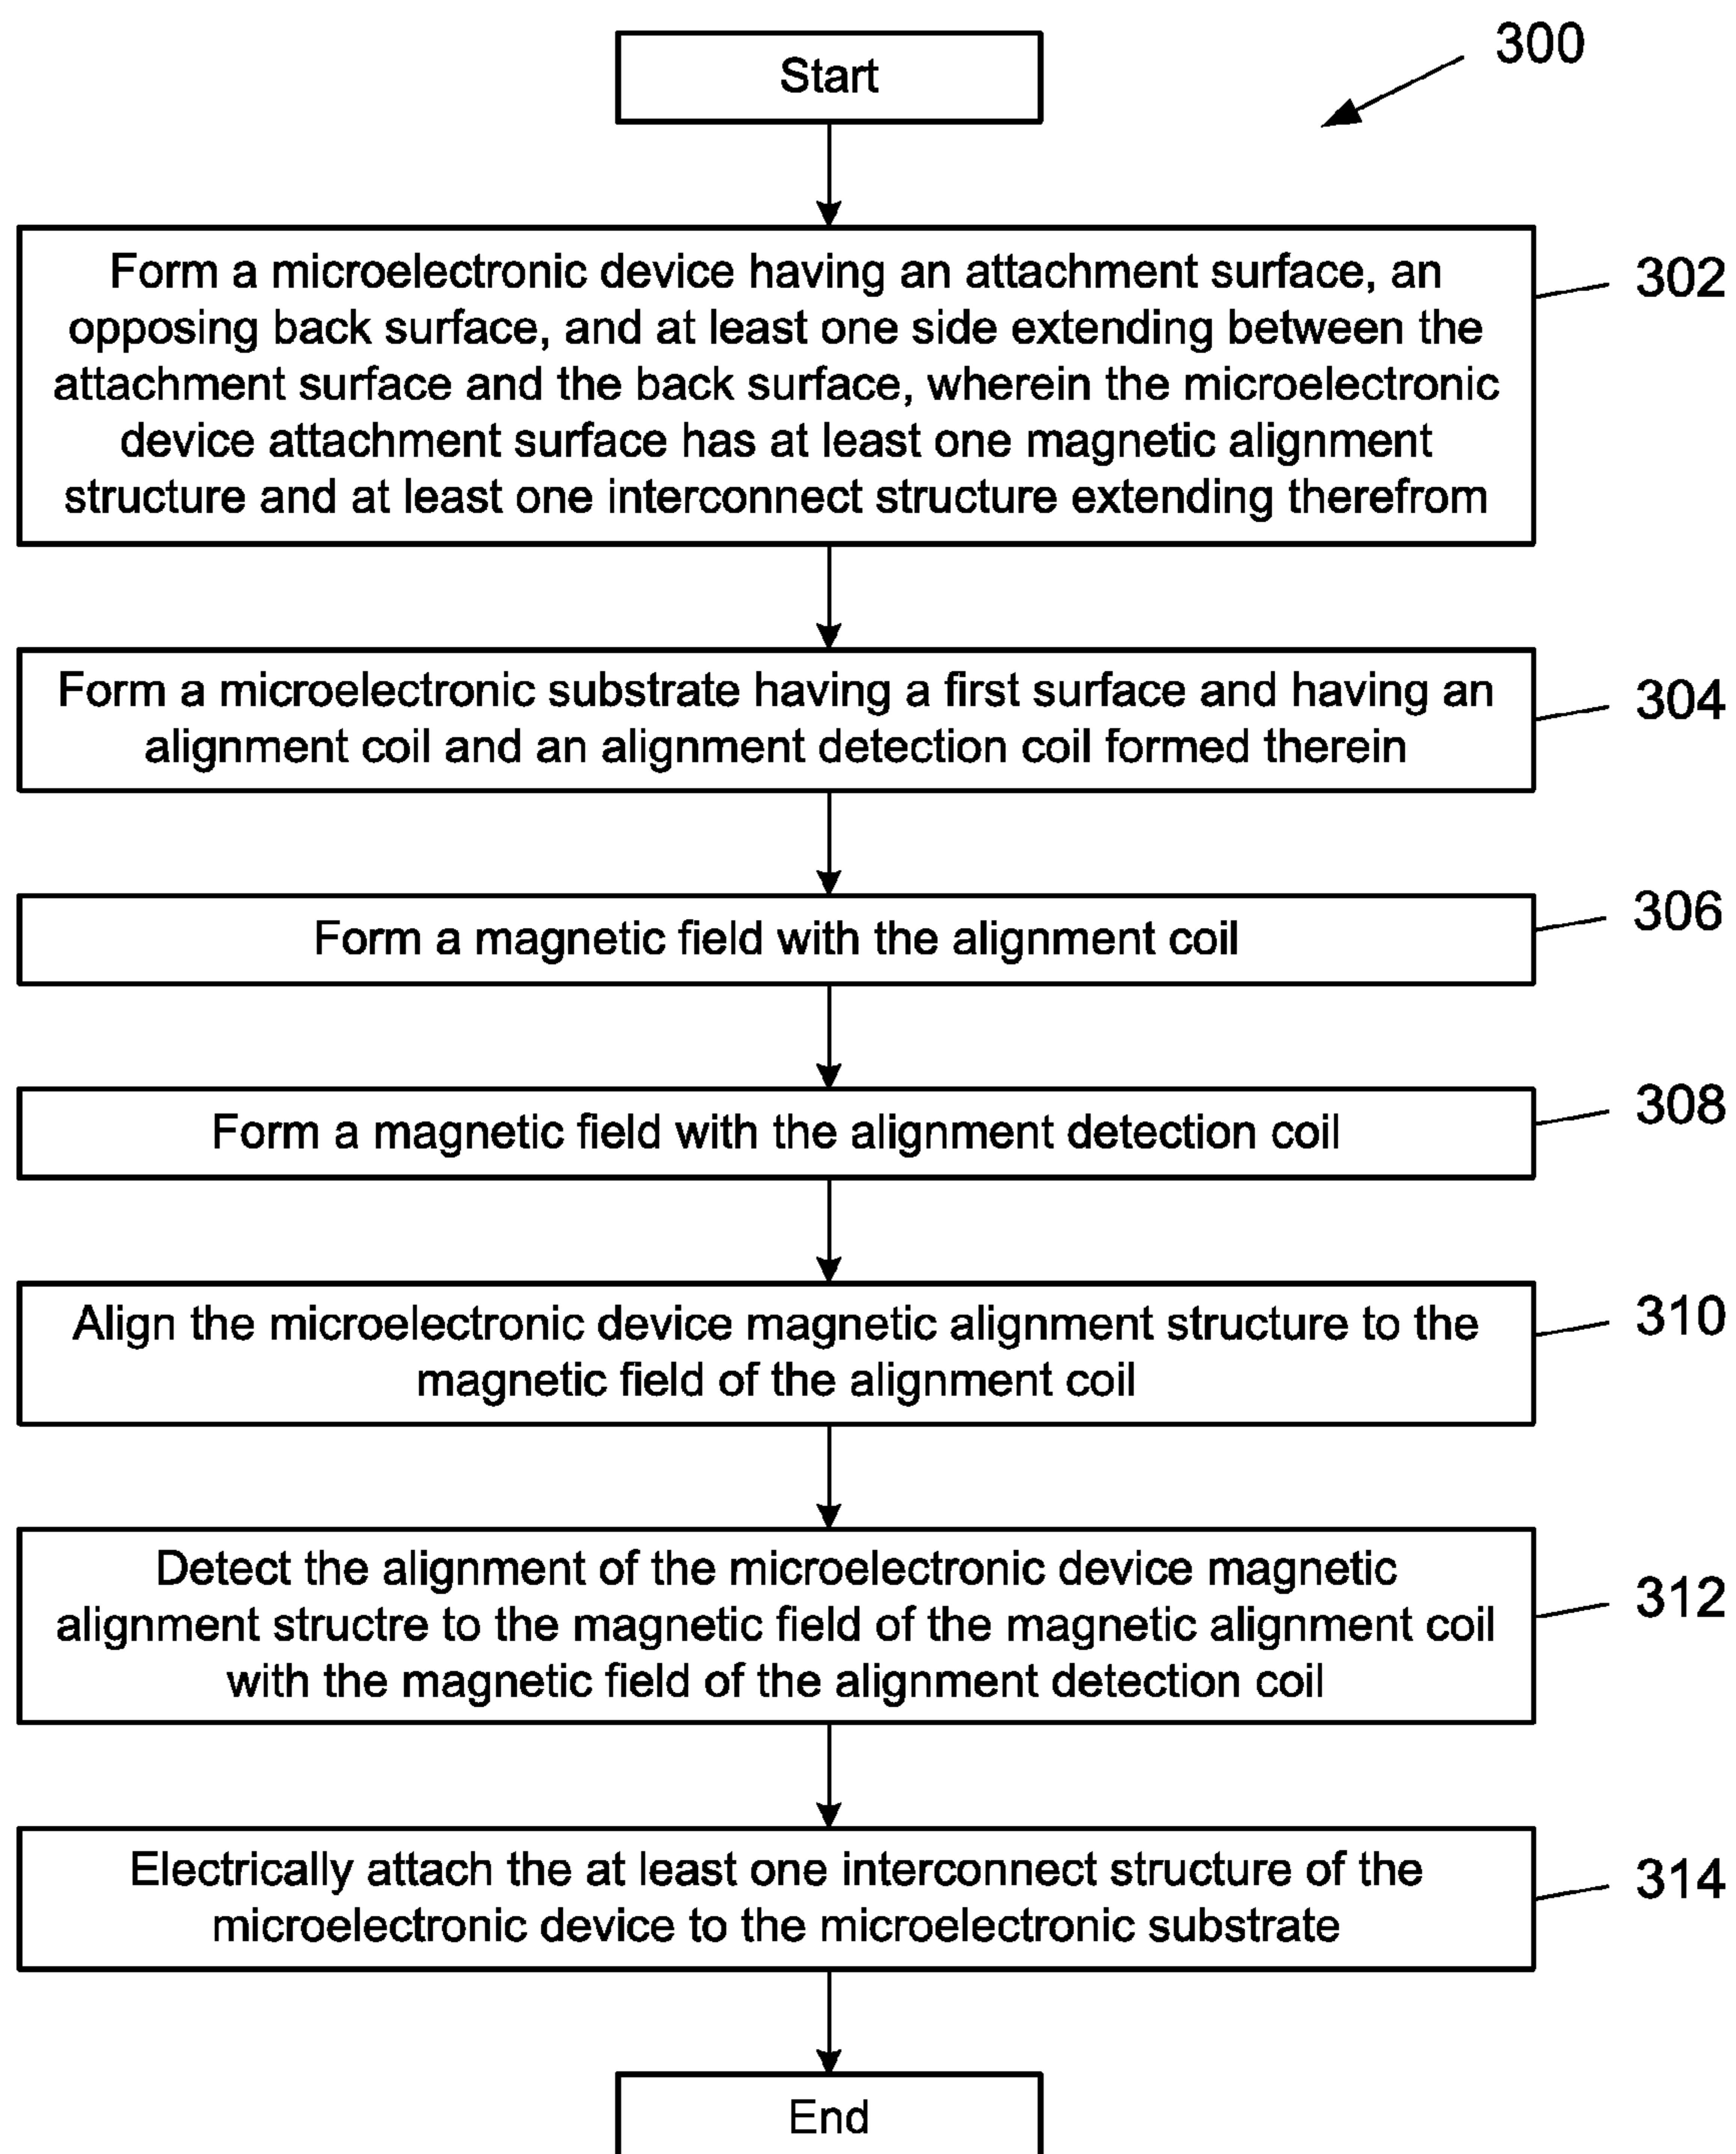 300
Start
Form a microelectronic device having an attachment surface, an
opposing back surface, and at least one side extending between the
attachment surface and the back surface, wherein the microelectronic
device attachment surface has at least one magnetic alignment
structure and at least one interconnect structure extending therefrom
302
Form a microelectronic substrate having a first surface and having an
alignment coil and an alignment detection coil formed therein
304
Form a magnetic field with the alignment coil
306
Form a magnetic field with the alignment detection coil
308
Align the microelectronic device magnetic alignment structure to the
magnetic field of the alignment coil
310
Detect the alignment of the microelectronic device magnetic
alignment structre to the magnetic field of the magnetic alignment coil
with the magnetic field of the alignment detection coil
312
Electrically attach the at least one interconnect structure of the
microelectronic device to the microelectronic substrate
314
End